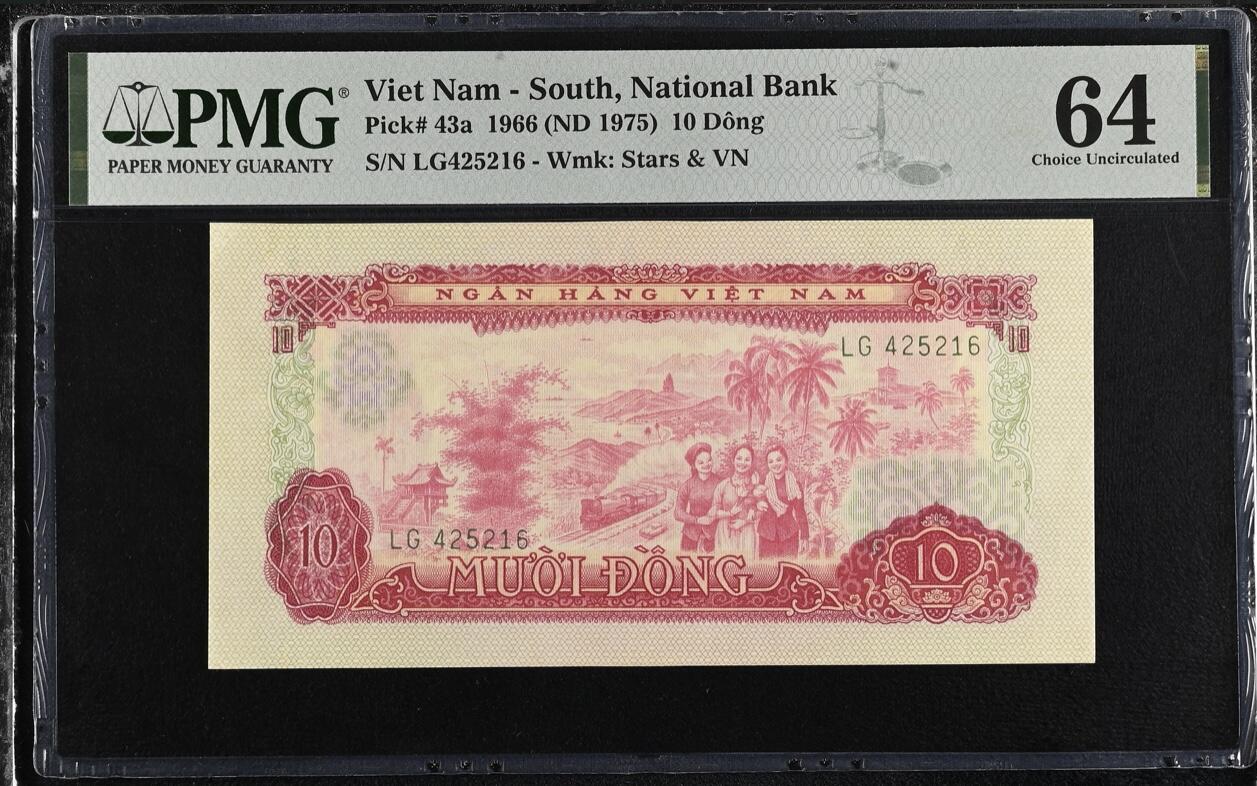 PMG®
PAPER MONEY GUARANTY
Viet Nam - South, National Bank
Pick# 43a 1966 (ND 1975) 10 Dông
S/N LG425216 - Wmk: Stars & VN
64
Choice Uncirculated
NGÂN HÀNG VIỆT NAM
10
10
LG 425216
LG 425216
10
MƯỜI ĐỒNG
10